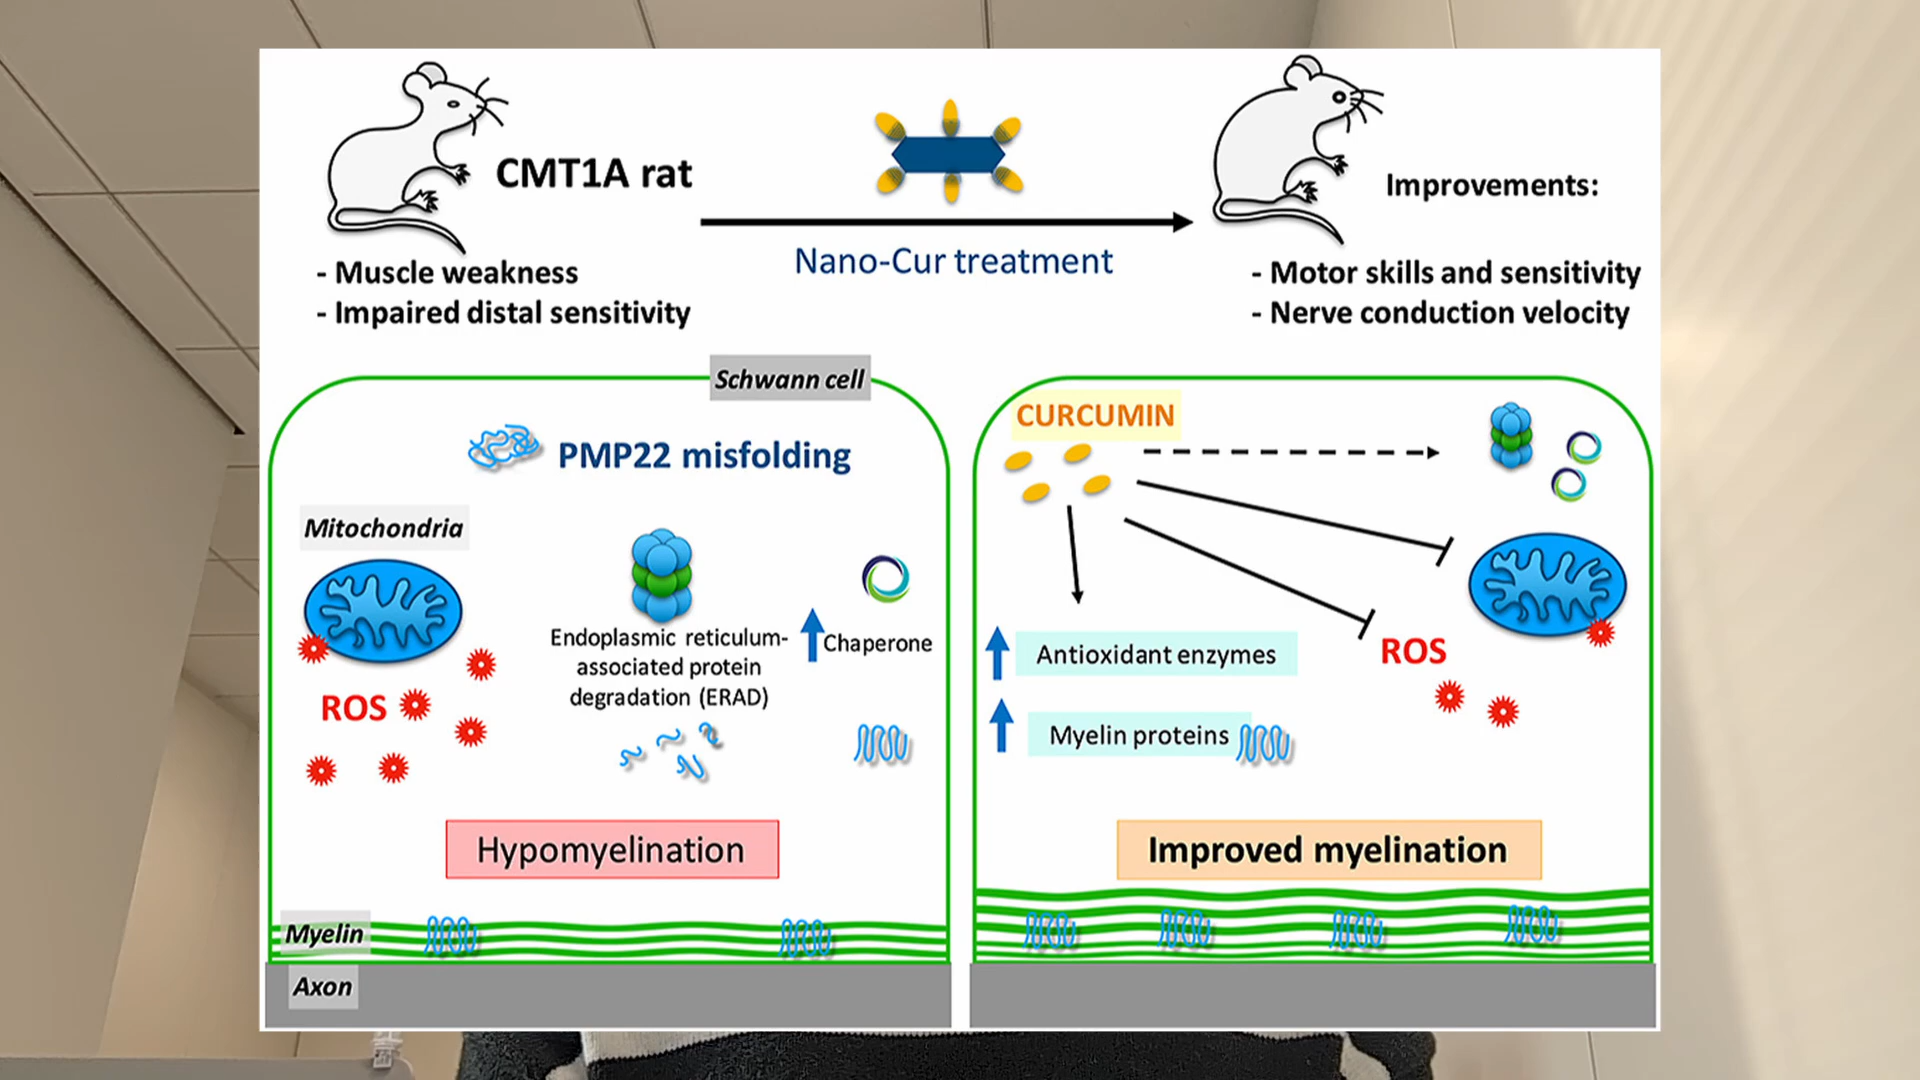 CMT1A rat
- Muscle weakness
- Impaired distal sensitivity
Nano-Cur treatment
Improvements:
- Motor skills and sensitivity
- Nerve conduction velocity
Schwann cell
PMP22 misfolding
Mitochondria
ROS
Endoplasmic reticulum-
associated protein
degradation (ERAD)
Chaperone
Hypomyelination
Myelin
Axon
CURCUMIN
ROS
Antioxidant enzymes
Myelin proteins
Improved myelination